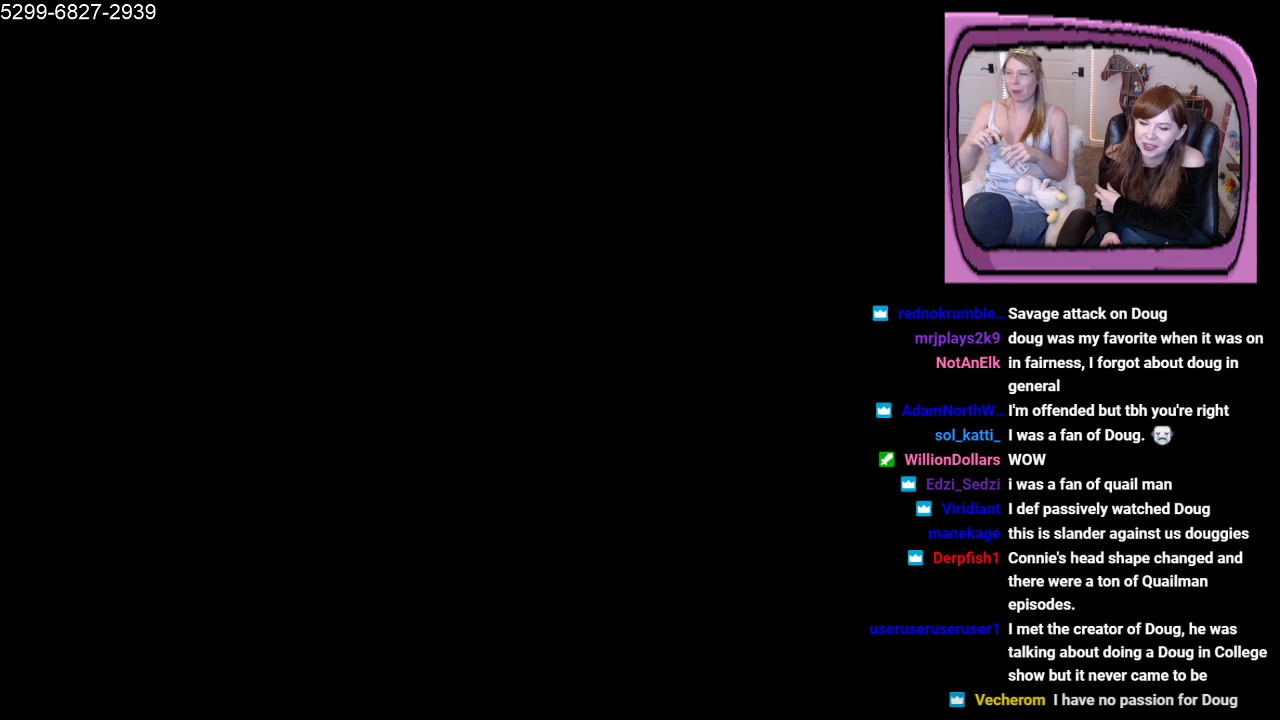 5299-6827-2939
rednokrumble... Savage attack on Doug
mrjplays2k9 doug was my favorite when it was on
NotAnElk in fairness, I forgot about doug in
general
AdamNorthW... I'm offended but tbh you're right
sol_katti_ I was a fan of Doug.
WillionDollars WOW
Edzi_Sedzi i was a fan of quail man
Viridiant I def passively watched Doug
manekage this is slander against us douggies
Derpfish1 Connie's head shape changed and
there were a ton of Quailman
episodes.
useruseruseruser1 I met the creator of Doug, he was
talking about doing a Doug in College
show but it never came to be
Vecherom I have no passion for Doug